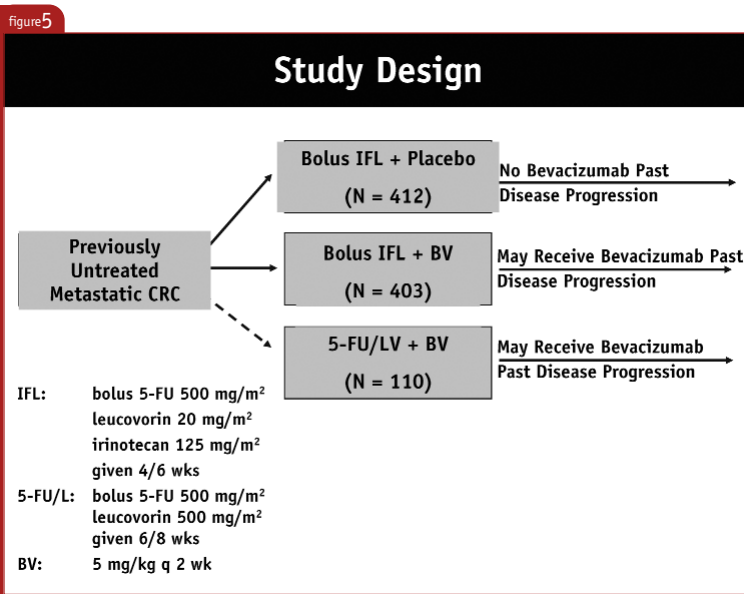 figure5
Study Design
Bolus IFL + Placebo
(N = 412)
No Bevacizumab Past
Disease Progression
Previously
Untreated
Metastatic CRC
Bolus IFL + BV
(N = 403)
May Receive Bevacizumab Past
Disease Progression
5-FU/LV + BV
(N = 110)
May Receive Bevacizumab
Past Disease Progression
IFL: bolus 5-FU 500 mg/m²
leucovorin 20 mg/m²
irinotecan 125 mg/m²
given 4/6 wks
5-FU/L: bolus 5-FU 500 mg/m²
leucovorin 500 mg/m²
given 6/8 wks
BV: 5 mg/kg q 2 wk